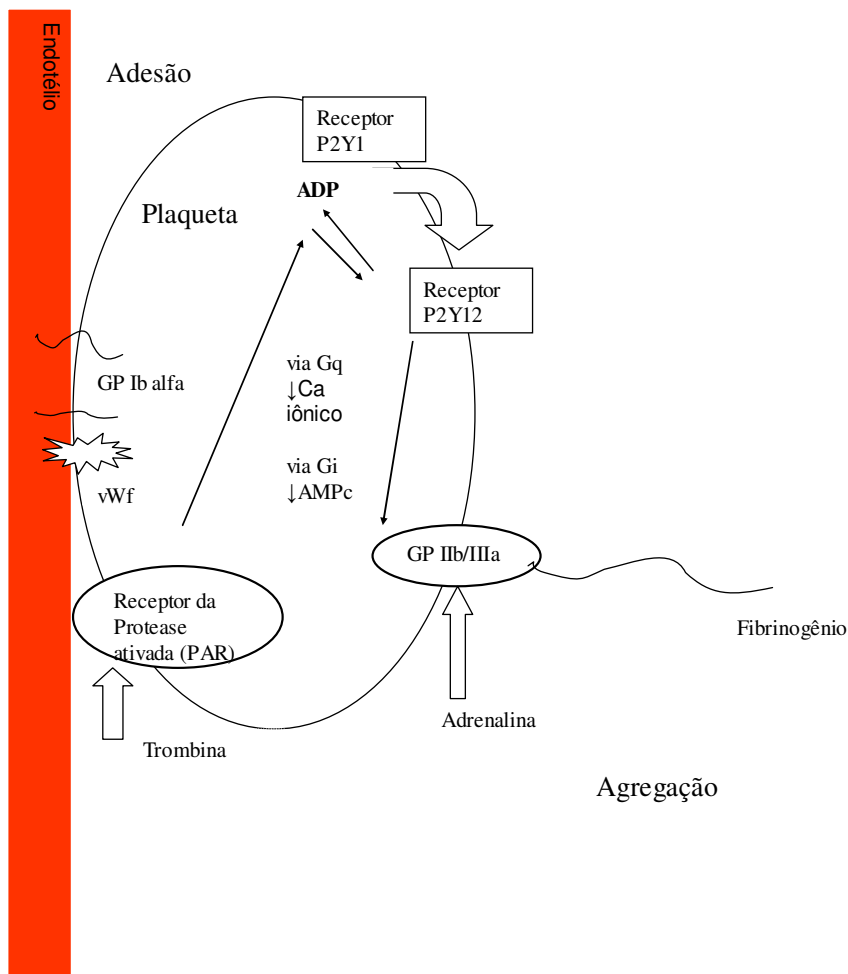 Endotélio
Adesão
Receptor
P2Y1
ADP
Plaqueta
Receptor
P2Y12
via Gq
↓Ca
iônico
GP Ib alfa
via Gi
↓AMPc
vWf
GP IIb/IIIa
Receptor da
Protease
ativada (PAR)
Fibrinogênio
Adrenalina
Trombina
Agregação